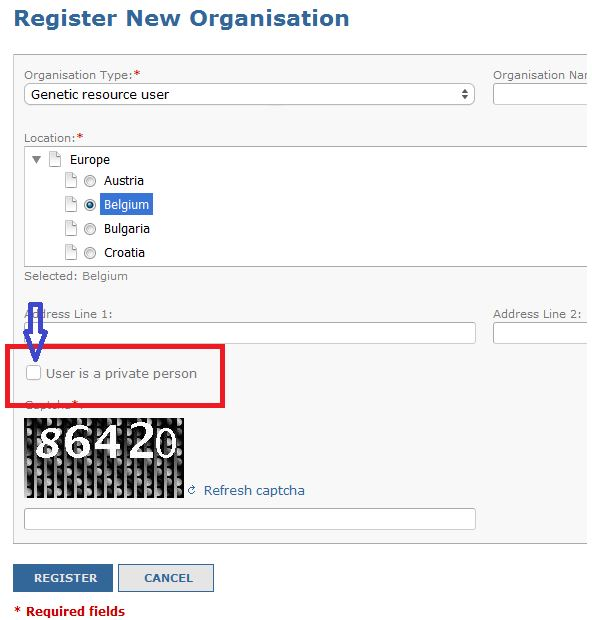 Register New Organisation
Organisation Type:* Organisation Na
Genetic resource user
Location:*
Europe
Austria
Belgium
Bulgaria
Croatia
Selected: Belgium
Address Line 1: Address Line 2:
User is a private person
Captcha*:
86420
Refresh captcha
REGISTER CANCEL
* Required fields